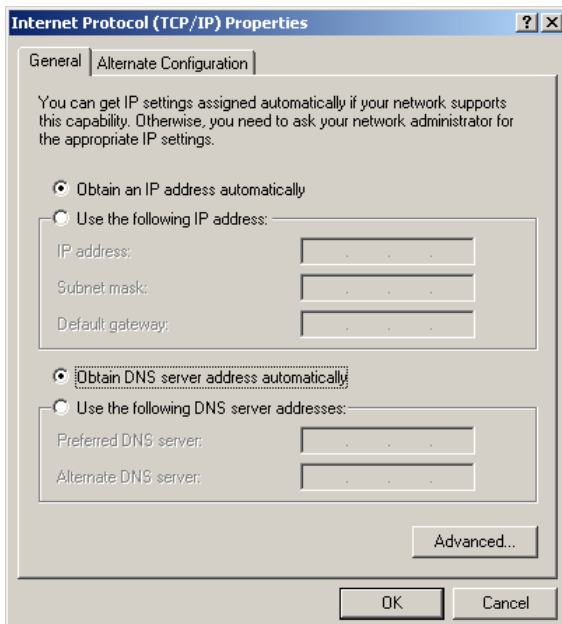 Internet Protocol (TCP/IP) Properties
General
Alternate Configuration
You can get IP settings assigned automatically if your network supports
this capability. Otherwise, you need to ask your network administrator for
the appropriate IP settings.
Obtain an IP address automatically
Use the following IP address:
IP address:
Subnet mask:
Default gateway:
Obtain DNS server address automatically
Use the following DNS server addresses:
Preferred DNS server:
Alternate DNS server:
Advanced...
OK
Cancel